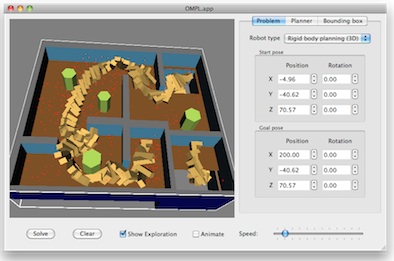 OMPL.app
Problem Planner Bounding box
Robot type Rigid body planning (3D)
Start pose
Position Rotation
X -4.96 0.00
Y -40.62 0.00
Z 70.57 0.00
Goal pose
Position Rotation
X 200.00 0.00
Y -40.62 0.00
Z 70.57 0.00
Solve Clear Show Exploration Animate Speed: